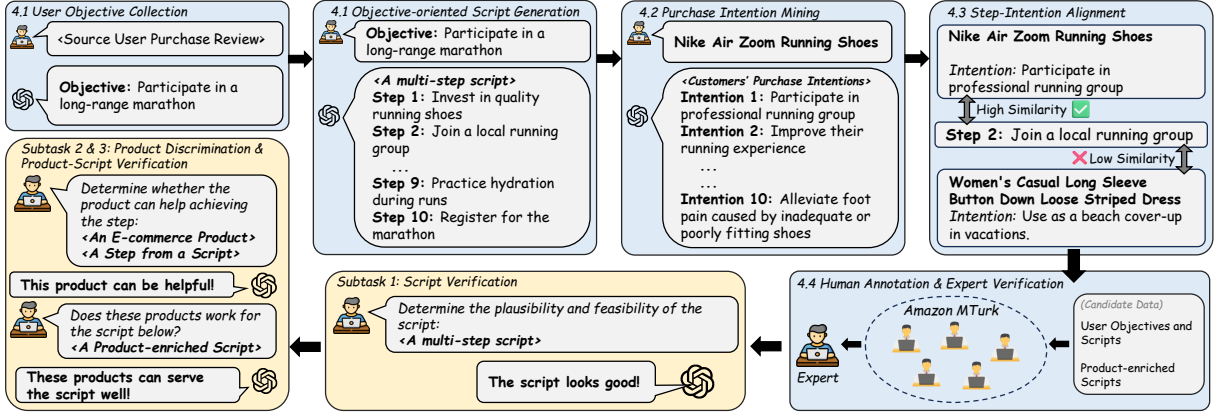 4.1 User Objective Collection
<Source User Purchase Review>
Objective: Participate in a
long-range marathon
4.1 Objective-oriented Script Generation
Objective: Participate in a
long-range marathon
<A multi-step script>
Step 1: Invest in quality
running shoes
Step 2: Join a local running
group
...
Step 9: Practice hydration
during runs
Step 10: Register for the
marathon
4.2 Purchase Intention Mining
Nike Air Zoom Running Shoes
<Customers' Purchase Intentions>
Intention 1: Participate in
professional running group
Intention 2: Improve their
running experience
...
...
Intention 10: Alleviate foot
pain caused by inadequate or
poorly fitting shoes
4.3 Step-Intention Alignment
Nike Air Zoom Running Shoes
Intention: Participate in
professional running group
High Similarity
Step 2: Join a local running group
Low Similarity
Women's Casual Long Sleeve
Button Down Loose Striped Dress
Intention: Use as a beach cover-up
in vacations.
4.4 Human Annotation & Expert Verification
(Candidate Data)
User Objectives and
Scripts
Product-enriched
Scripts
Amazon MTurk
Expert
Subtask 1: Script Verification
Determine the plausibility and feasibility of the
script:
<A multi-step script>
The script looks good!
Subtask 2 & 3: Product Discrimination &
Product-Script Verification
Determine whether the
product can help achieving
the step:
<An E-commerce Product>
<A Step from a Script>
This product can be helpful!
Does these products work for
the script below?
<A Product-enriched Script>
These products can serve
the script well!